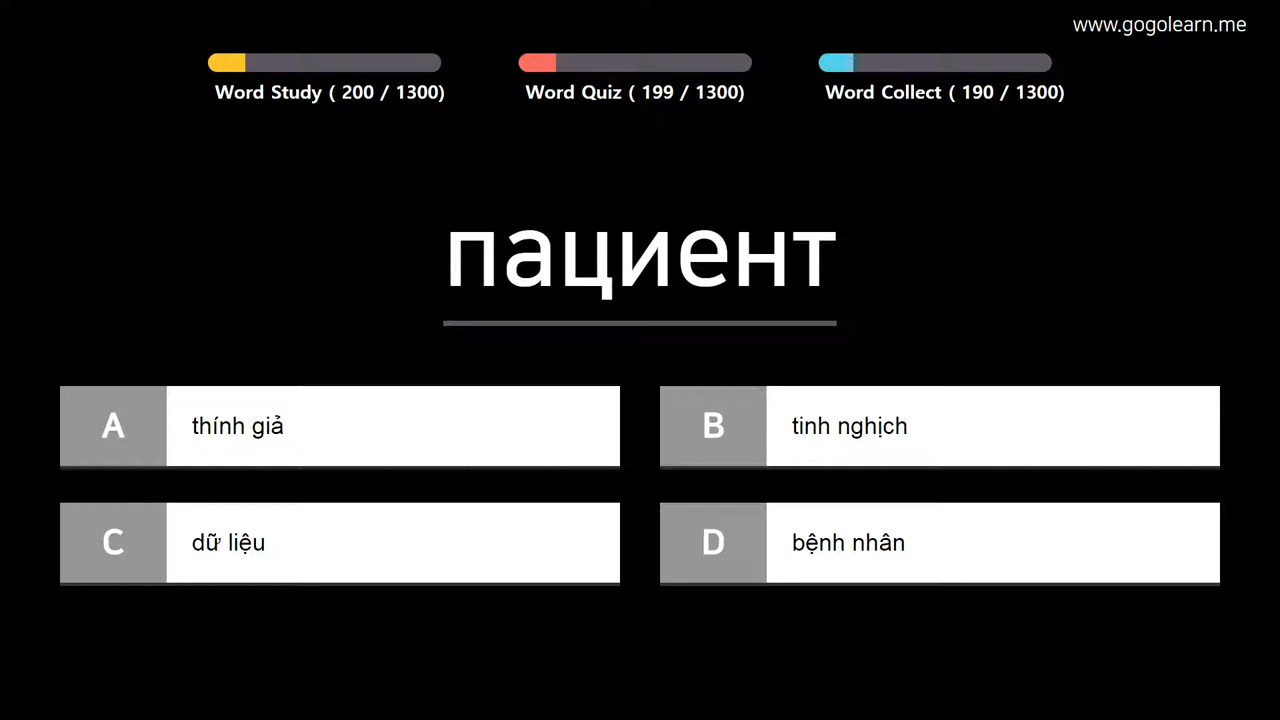 www.gogolearn.me
Word Study ( 200 / 1300)
Word Quiz ( 199 / 1300)
Word Collect ( 190 / 1300)
пациент
A thính giả
B tinh nghịch
C dữ liệu
D bệnh nhân